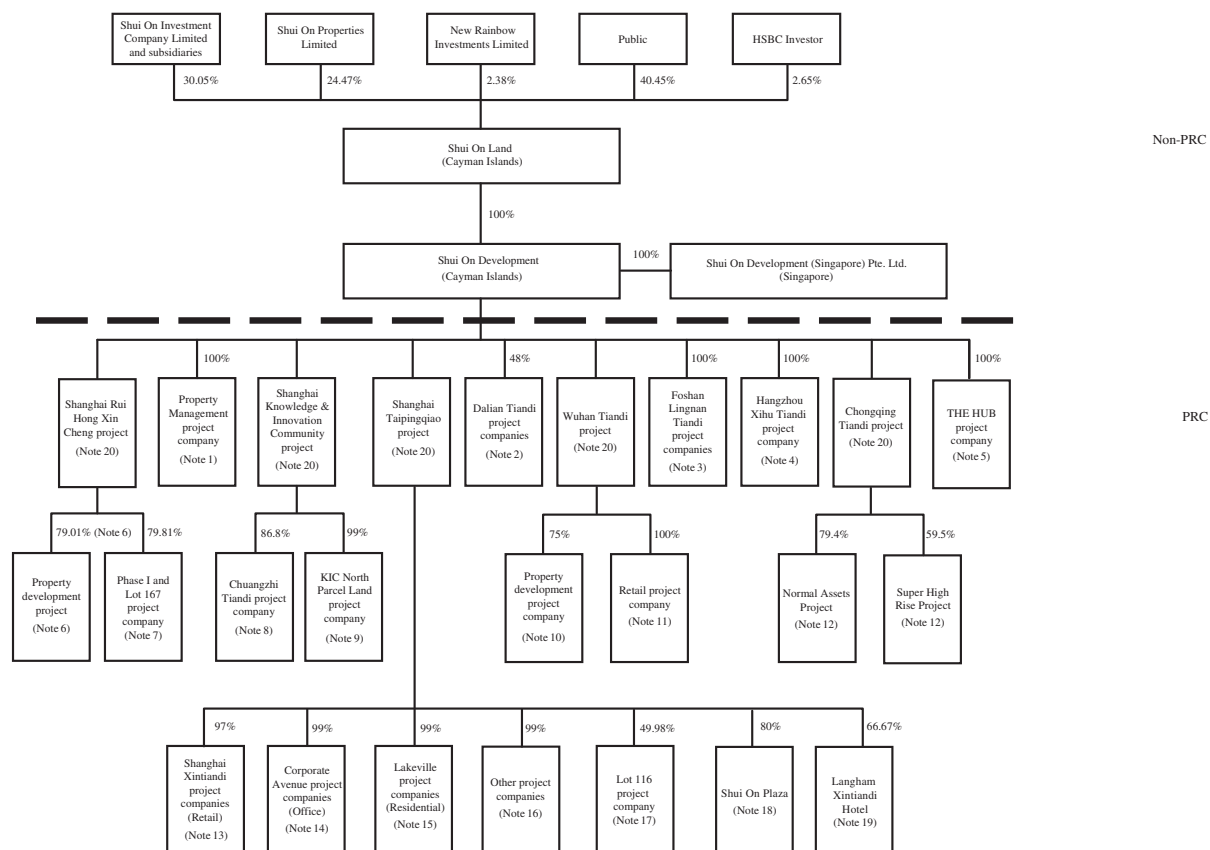 Shui On Investment
Company Limited
and subsidiaries
Shui On Properties
Limited
New Rainbow
Investments Limited
Public
HSBC Investor
30.05%
24.47%
2.38%
40.45%
2.65%
Shui On Land
(Cayman Islands)
Non-PRC
100%
Shui On Development
(Cayman Islands)
100%
Shui On Development (Singapore) Pte. Ltd.
(Singapore)
100%
48%
100%
100%
100%
Shanghai Rui
Hong Xin
Cheng project
(Note 20)
Property
Management
project
company
(Note 1)
Shanghai
Knowledge &
Innovation
Community
project
(Note 20)
Shanghai
Taipingqiao
project
(Note 20)
Dalian Tiandi
project
companies
(Note 2)
Wuhan Tiandi
project
(Note 20)
Foshan
Lingnan
Tiandi
project
companies
(Note 3)
Hangzhou
Xihu Tiandi
project
company
(Note 4)
Chongqing
Tiandi project
(Note 20)
THE HUB
project
company
(Note 5)
PRC
79.01% (Note 6)
79.81%
86.8%
99%
75%
100%
79.4%
59.5%
Property
development
project
(Note 6)
Phase I and
Lot 167
project
company
(Note 7)
Chuangzhi
Tiandi project
company
(Note 8)
KIC North
Parcel Land
project
company
(Note 9)
Property
development
project
company
(Note 10)
Retail project
company
(Note 11)
Normal Assets
Project
(Note 12)
Super High
Rise Project
(Note 12)
97%
99%
99%
99%
49.98%
80%
66.67%
Shanghai
Xintiandi
project
companies
(Retail)
(Note 13)
Corporate
Avenue project
companies
(Office)
(Note 14)
Lakeville
project
companies
(Residential)
(Note 15)
Other project
companies
(Note 16)
Lot 116
project
company
(Note 17)
Shui On Plaza
(Note 18)
Langham
Xintiandi
Hotel
(Note 19)